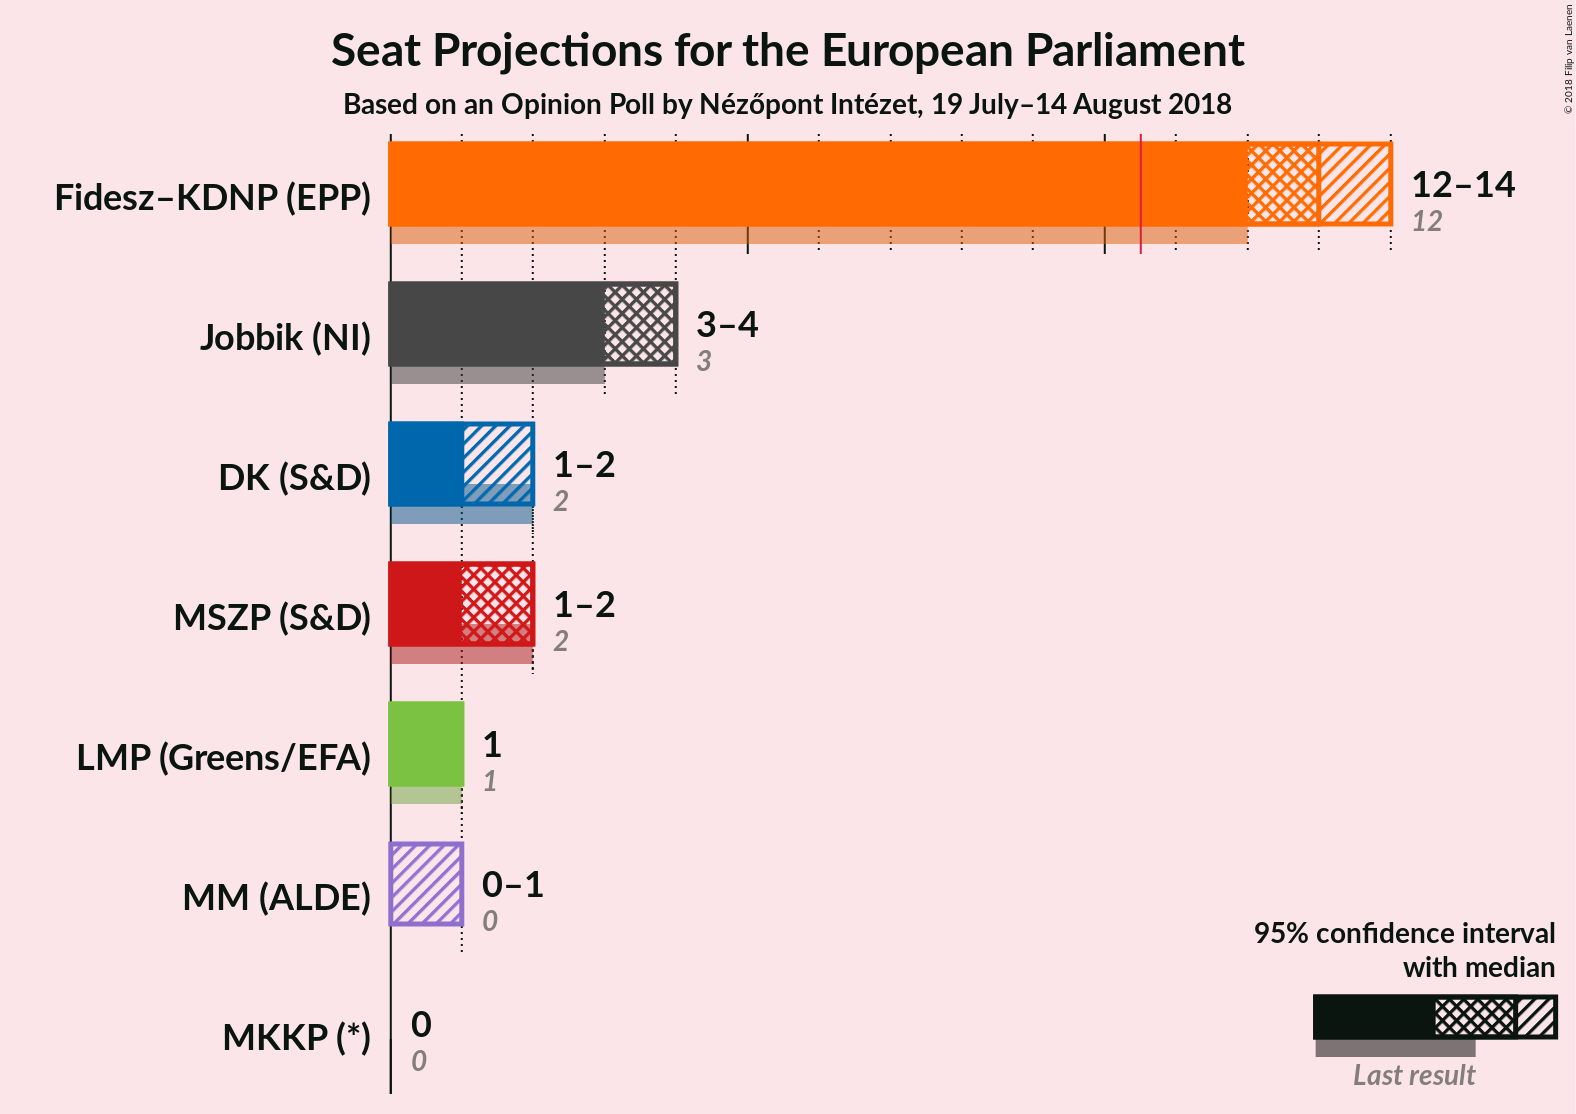 Seat Projections for the European Parliament
Based on an Opinion Poll by Nézőpont Intézet, 19 July–14 August 2018
© 2018 Filip van Laenen
Fidesz–KDNP (EPP)
12–14
12
Jobbik (NI)
3–4
3
DK (S&D)
1–2
2
MSZP (S&D)
1–2
2
LMP (Greens/EFA)
1
1
MM (ALDE)
0–1
0
MKKP (*)
0
0
95% confidence interval
with median
Last result